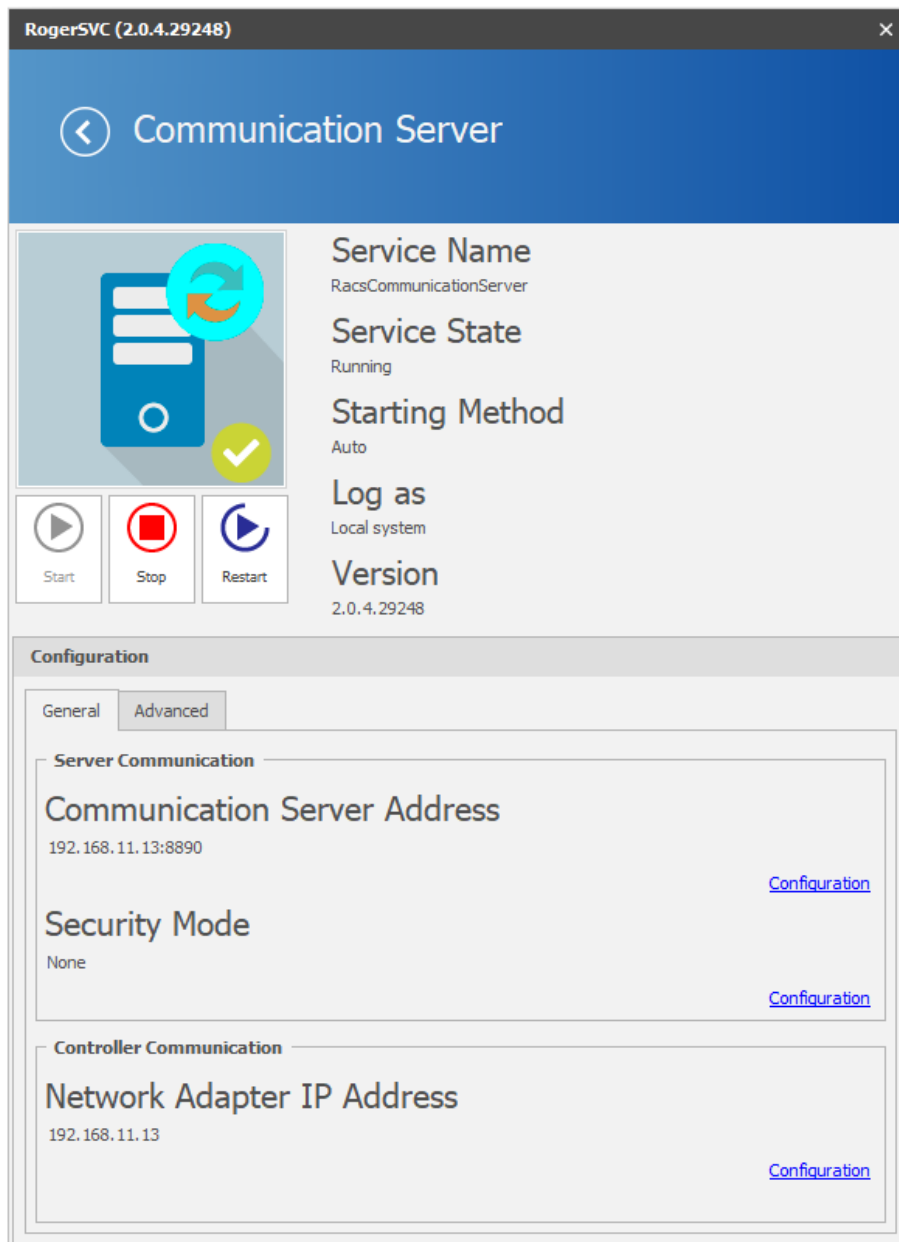 RogerSVC (2.0.4.29248)
Communication Server
Service Name
RacsCommunicationServer
Service State
Running
Starting Method
Auto
Log as
Local system
Version
2.0.4.29248
Start
Stop
Restart
Configuration
General
Advanced
Server Communication
Communication Server Address
192.168.11.13:8890
Configuration
Security Mode
None
Configuration
Controller Communication
Network Adapter IP Address
192.168.11.13
Configuration